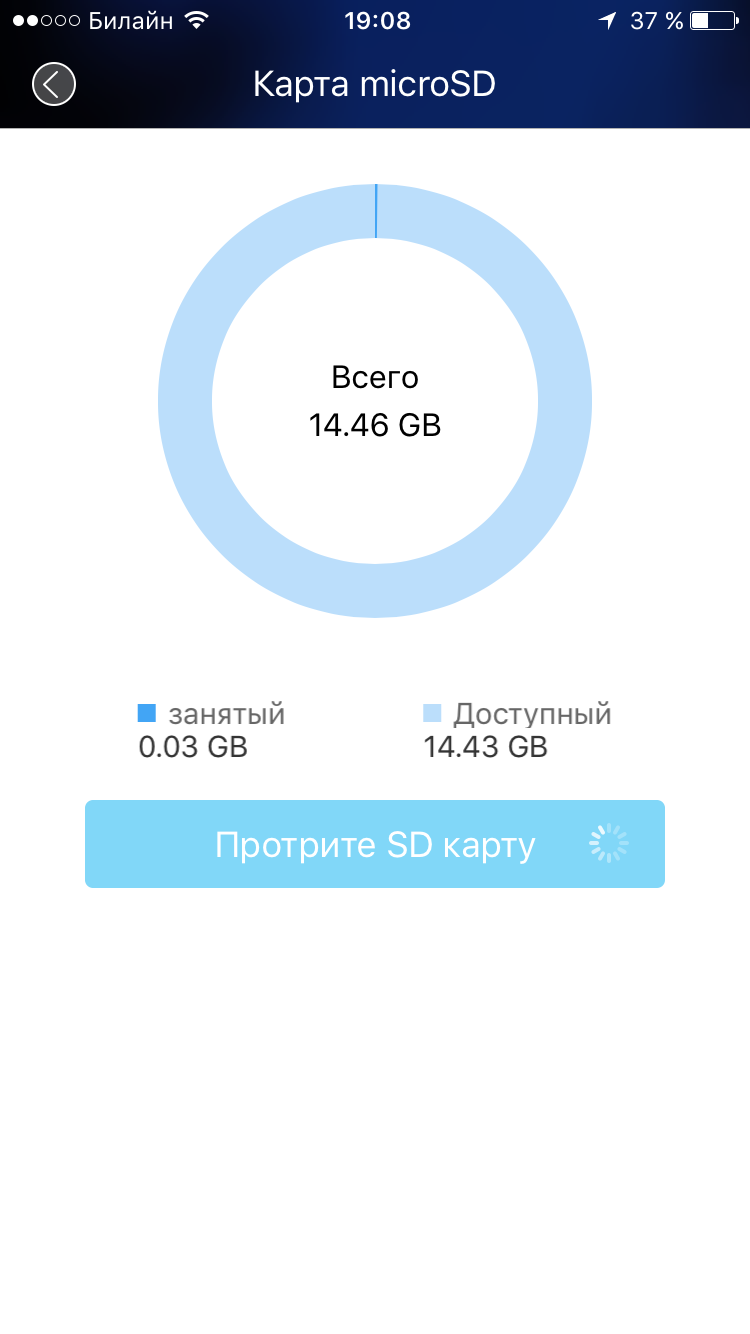 Билайн 19:08 37 %
Карта microSD
Всего
14.46 GB
занятый Доступный
0.03 GB 14.43 GB
Протрите SD карту